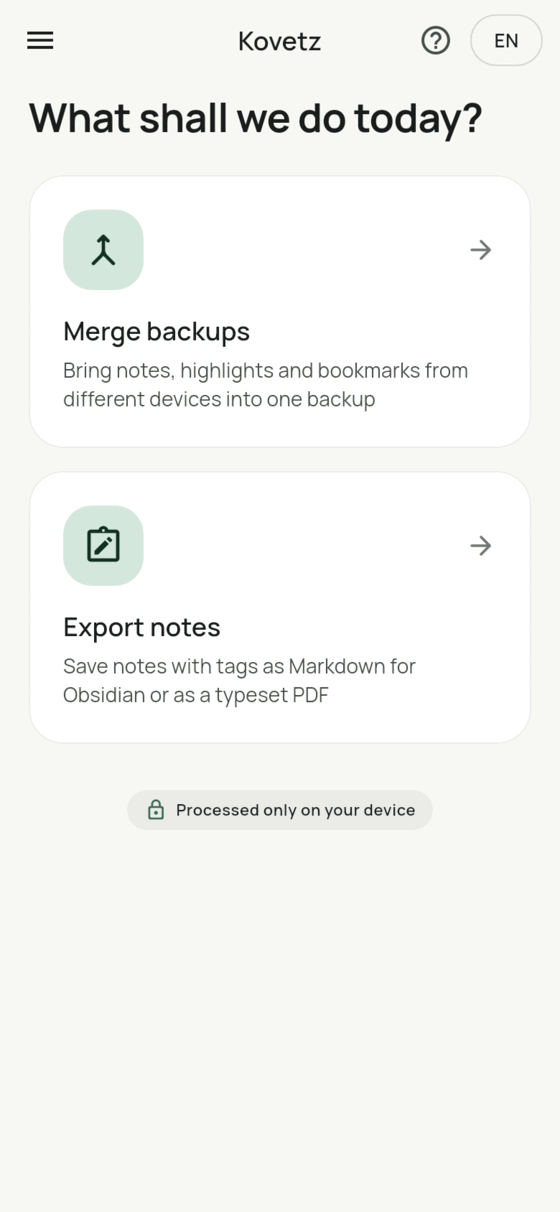 Kovetz
EN
What shall we do today?
Merge backups
Bring notes, highlights and bookmarks from
different devices into one backup
Export notes
Save notes with tags as Markdown for
Obsidian or as a typeset PDF
Processed only on your device